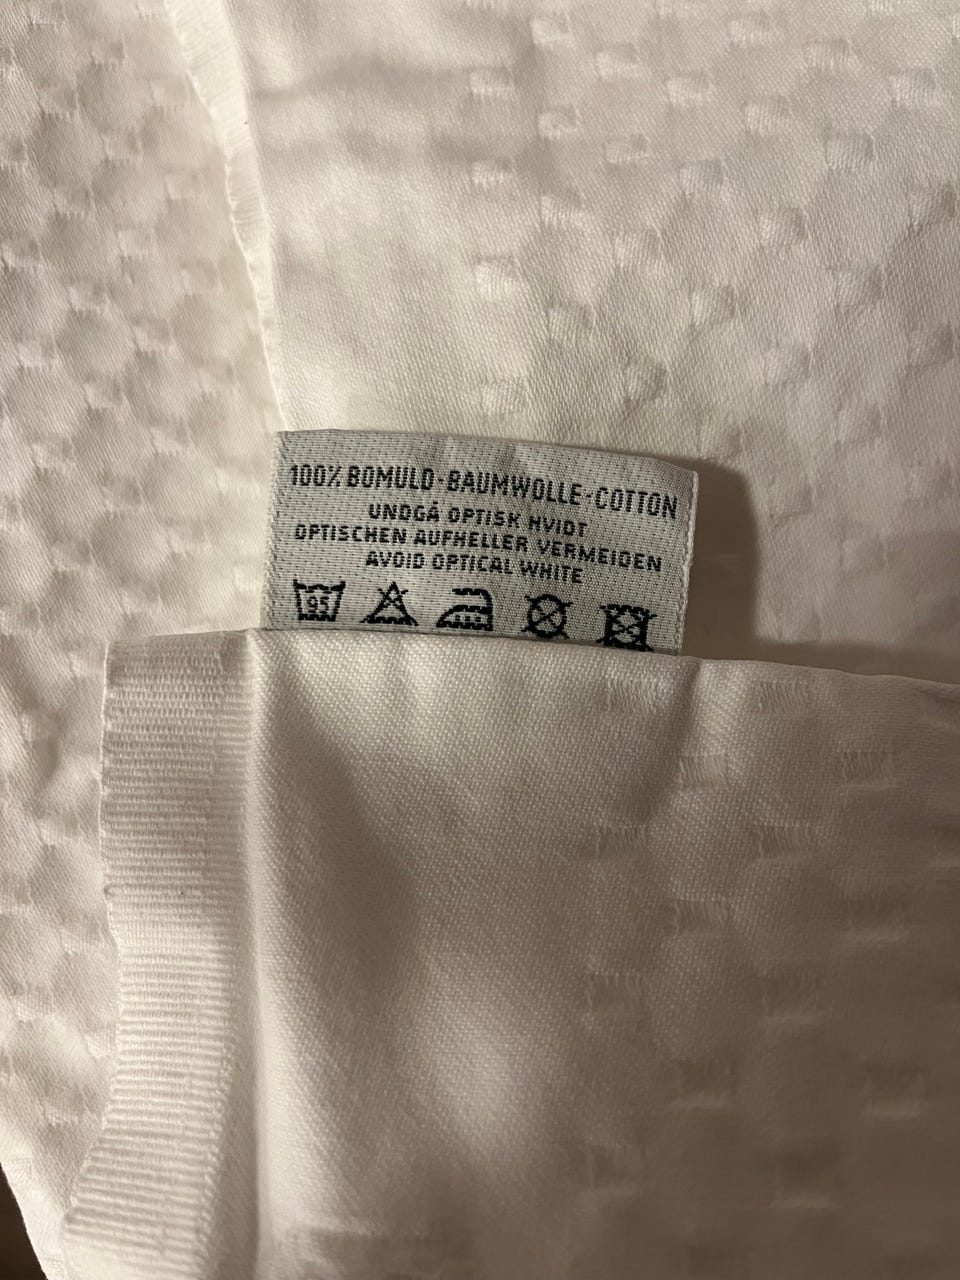 100% BOMULD-BAUMWOLLE-COTTON
UNDGÅ OPTISK HVIDT
OPTISCHEN AUFHELLER VERMEIDEN
AVOID OPTICAL WHITE
95